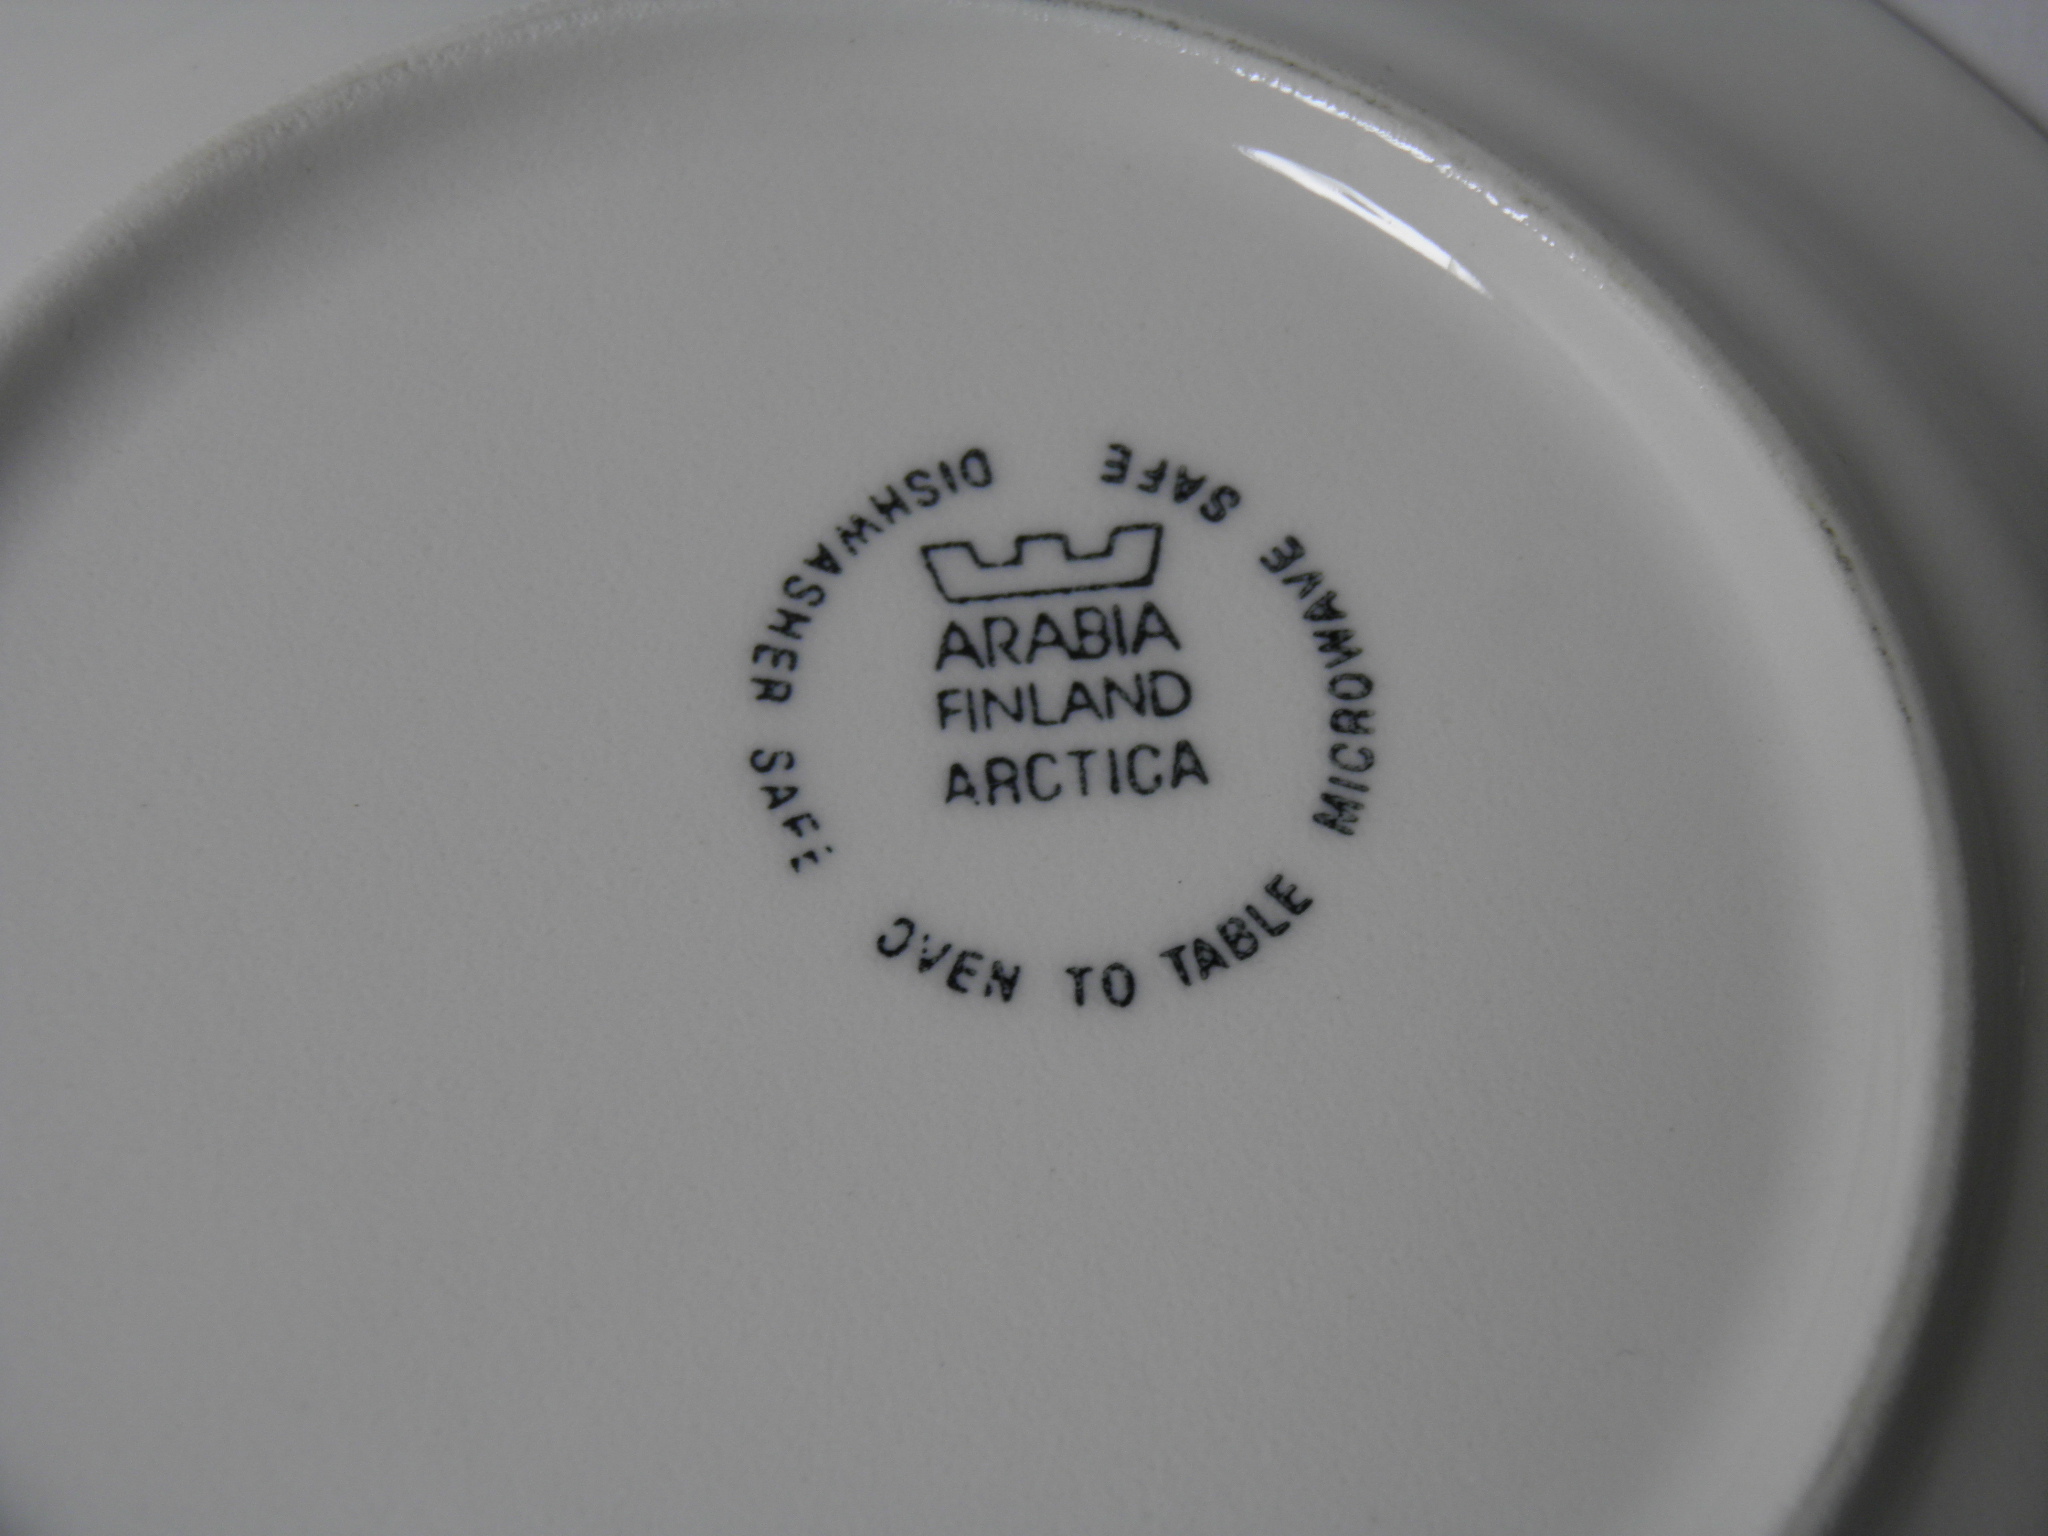 ARABIA
FINLAND
ARCTICA
DISHWASHER SAFE
OVEN TO TABLE
MICROWAVE SAFE